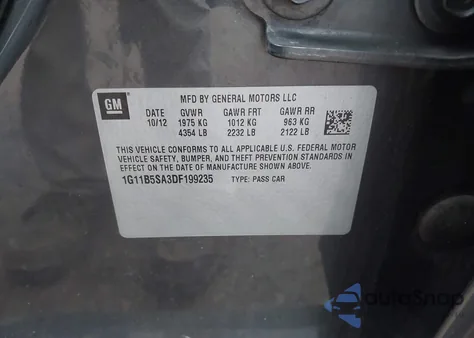 GM
MFD BY GENERAL MOTORS LLC
DATE GVWR GAWR FRT GAWR RR
10/12 1975 KG 1012 KG 963 KG
4354 LB 2232 LB 2122 LB
THIS VEHICLE CONFORMS TO ALL APPLICABLE U.S. FEDERAL MOTOR
VEHICLE SAFETY, BUMPER, AND THEFT PREVENTION STANDARDS IN
EFFECT ON THE DATE OF MANUFACTURE SHOWN ABOVE.
1G11B5SA3DF199235 TYPE: PASS CAR
AutoSnap